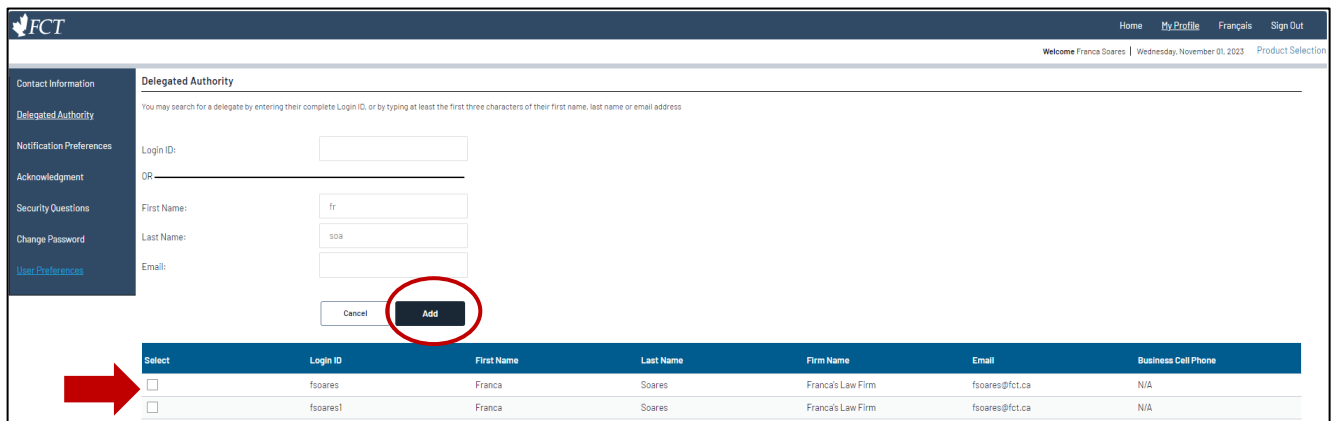 FCT
Home My Profile Français Sign Out
Welcome Franca Soares | Wednesday, November 01, 2023 Product Selection
Contact Information
Delegated Authority
Notification Preferences
Acknowledgment
Security Questions
Change Password
User Preferences
Delegated Authority
You may search for a delegate by entering their complete Login ID, or by typing at least the first three characters of their first name, last name or email address
Login ID:
OR
First Name: fr
Last Name: soa
Email:
Cancel Add
Select Login ID First Name Last Name Firm Name Email Business Cell Phone
fsoares Franca Soares Franca's Law Firm fsoares@fct.ca N/A
fsoares1 Franca Soares Franca's Law Firm fsoares@fct.ca N/A